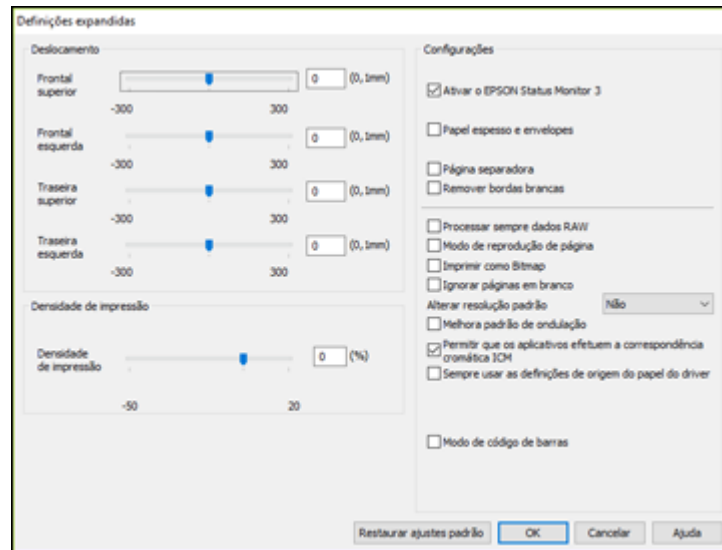 Definições expandidas
Deslocamento
Frontal
superior
0 (0,1mm)
-300 300
Frontal
esquerda
0 (0,1mm)
-300 300
Traseira
superior
0 (0,1mm)
-300 300
Traseira
esquerda
0 (0,1mm)
-300 300
Densidade de impressão
Densidade
de impressão
0 (%)
-50 20
Configurações
Ativar o EPSON Status Monitor 3
Papel espesso e envelopes
Página separadora
Remover bordas brancas
Processar sempre dados RAW
Modo de reprodução de página
Imprimir como Bitmap
Ignorar páginas em branco
Alterar resolução padrão Não
Melhora padrão de ondulação
Permitir que os aplicativos efetuem a correspondência
cromática ICM
Sempre usar as definições de origem do papel do driver
Modo de código de barras
Restaurar ajustes padrão OK Cancelar Ajuda